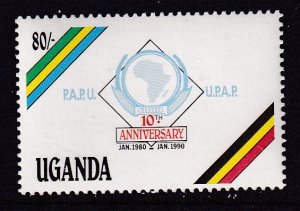 80/-
P.A.P.U. U.P.A.P.
10TH
ANNIVERSARY
JAN. 1980 JAN. 1990
UGANDA